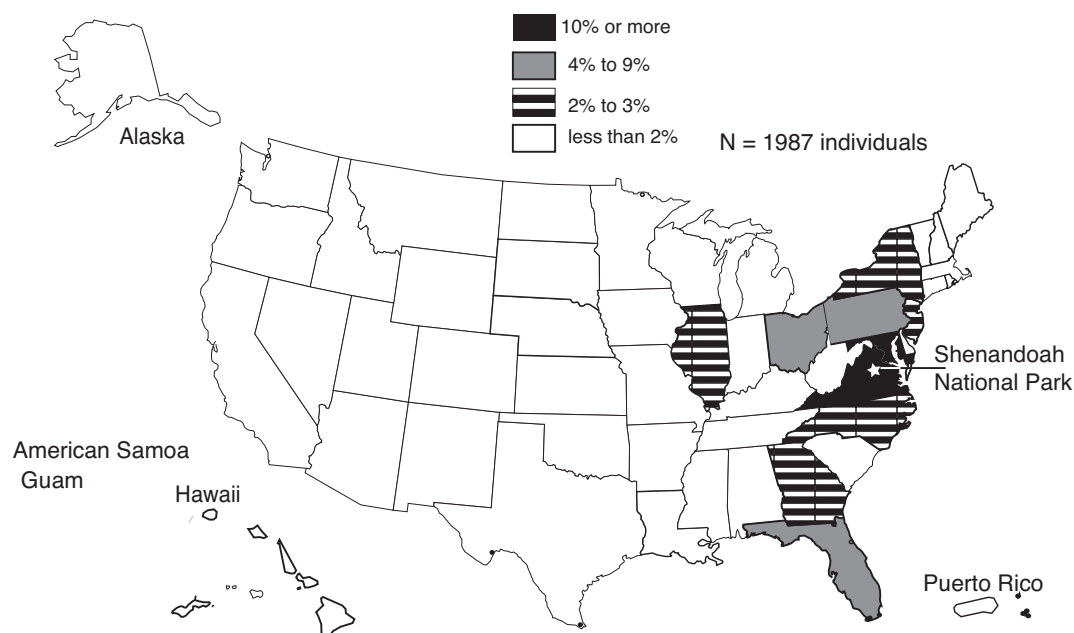 10% or more
4% to 9%
2% to 3%
less than 2%
N = 1987 individuals
Alaska
Shenandoah
National Park
American Samoa
Guam
Hawaii
Puerto Rico